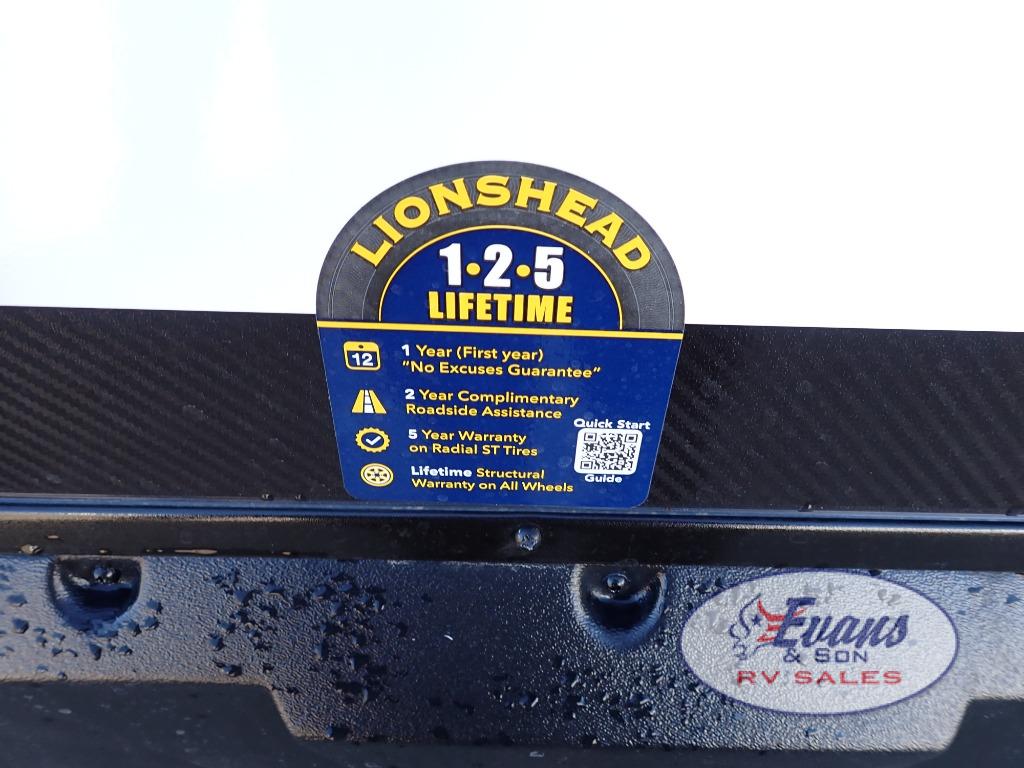 LIONSHEAD
1•2•5
LIFETIME
12
1 Year (First year)
"No Excuses Guarantee"
2 Year Complimentary
Roadside Assistance
5 Year Warranty
on Radial ST Tires
Lifetime Structural
Warranty on All Wheels
Quick Start
Guide
Evans
& SON
RV SALES